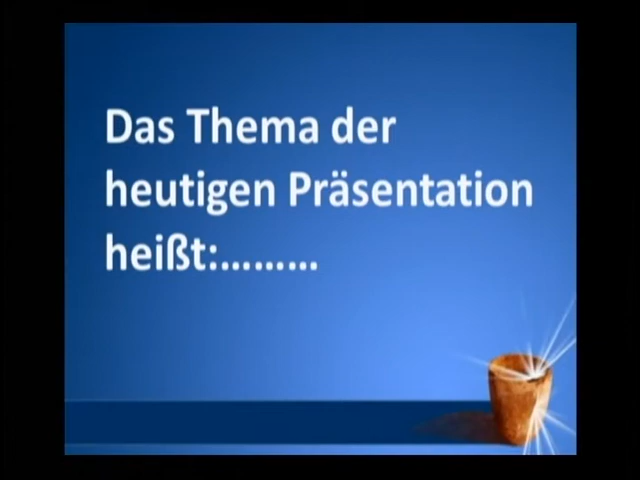 Das Thema der
heutigen Präsentation
heißt:.........